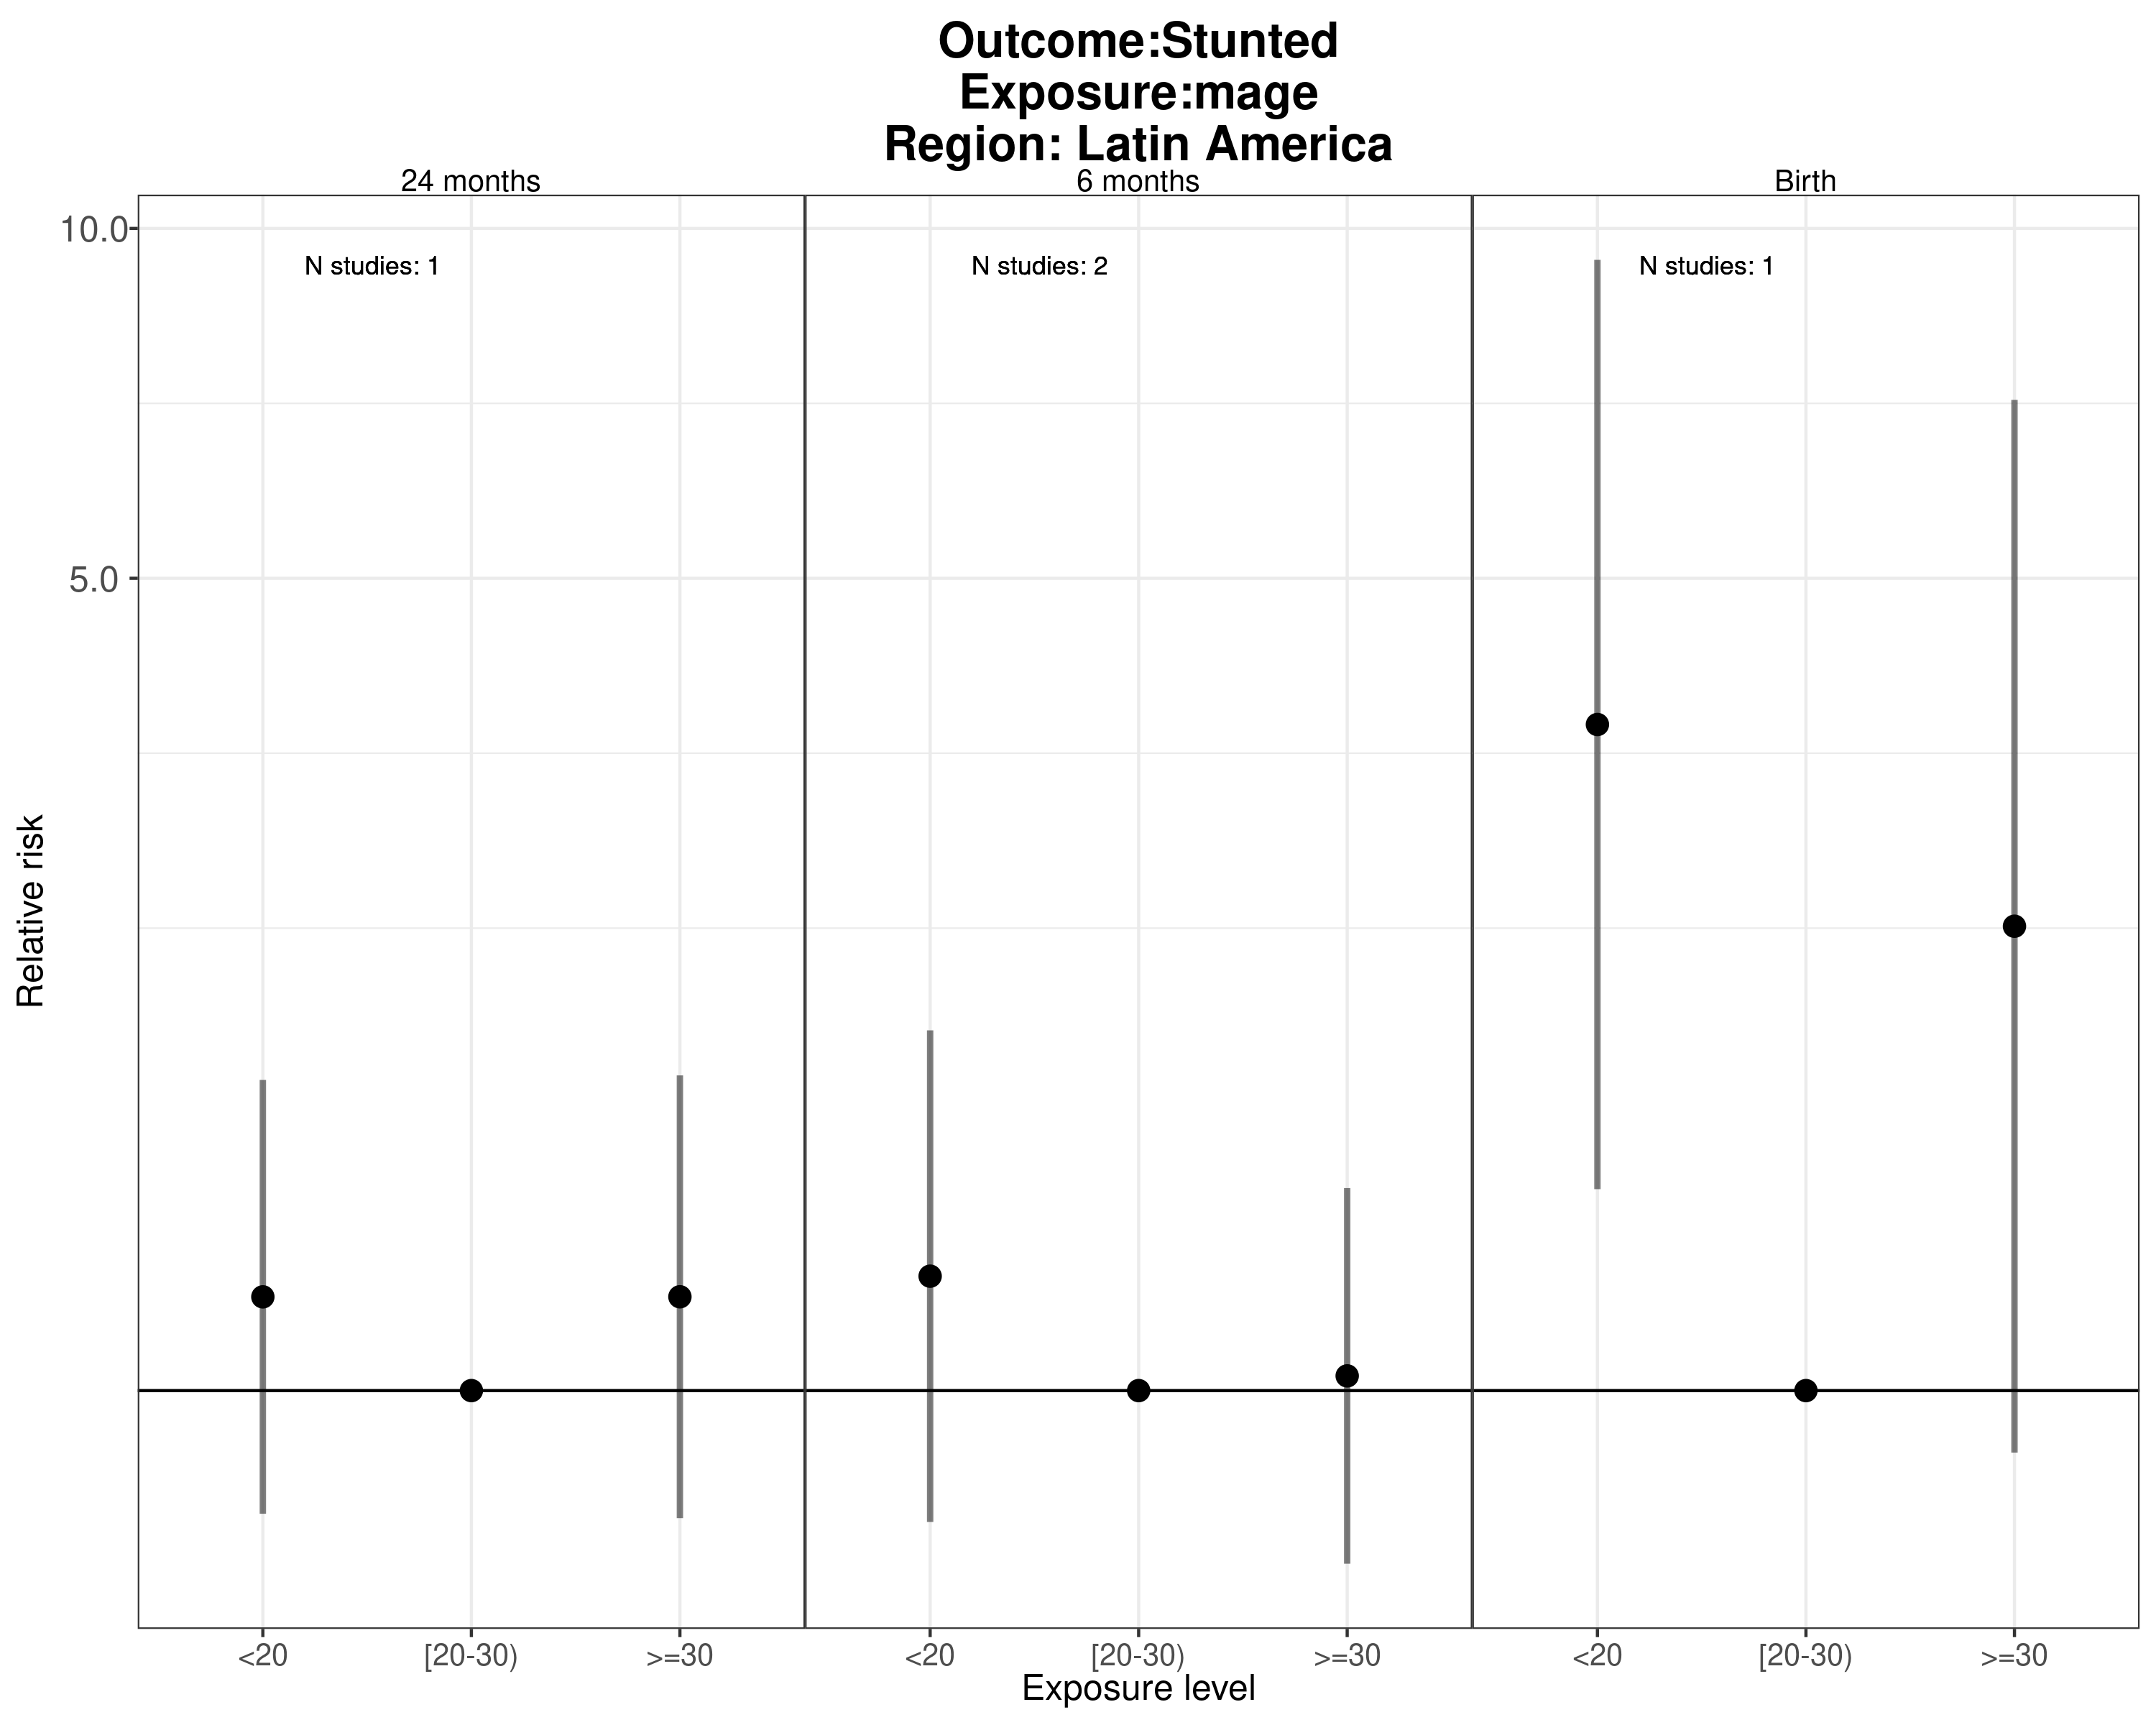 Outcome:Stunted
Exposure:mage
Region: Latin America
24 months
6 months
Birth
10.0
N studies: 1
N studies: 2
N studies: 1
5.0
Relative risk
<20
[20-30)
>=30
<20
[20-30)
>=30
<20
[20-30)
>=30
Exposure level